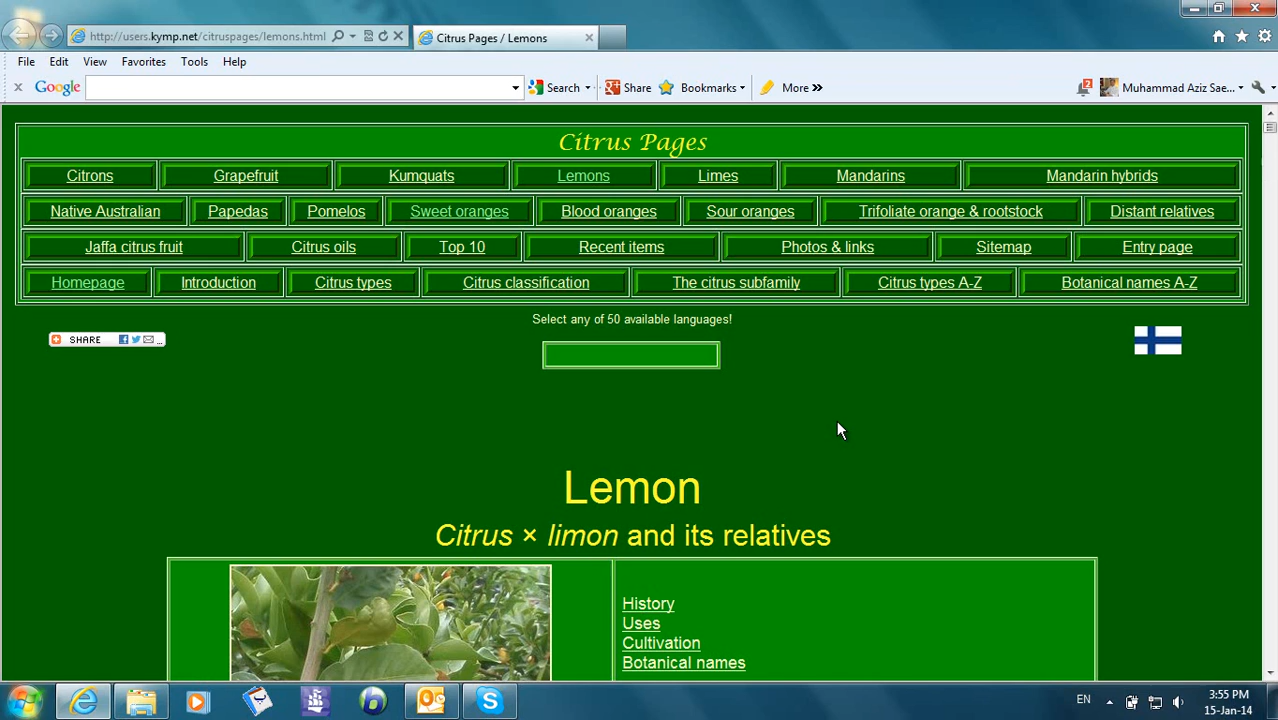 http://users.kymp.net/citruspages/lemons.html
Citrus Pages / Lemons
File Edit View Favorites Tools Help
Google Search Share Bookmarks More » 2 Muhammad Aziz Sae...
Citrus Pages
Citrons Grapefruit Kumquats Lemons Limes Mandarins Mandarin hybrids
Native Australian Papedas Pomelos Sweet oranges Blood oranges Sour oranges Trifoliate orange & rootstock Distant relatives
Jaffa citrus fruit Citrus oils Top 10 Recent items Photos & links Sitemap Entry page
Homepage Introduction Citrus types Citrus classification The citrus subfamily Citrus types A-Z Botanical names A-Z
Select any of 50 available languages!
SHARE ...
Lemon
Citrus × limon and its relatives
History
Uses
Cultivation
Botanical names
EN 3:55 PM
15-Jan-14